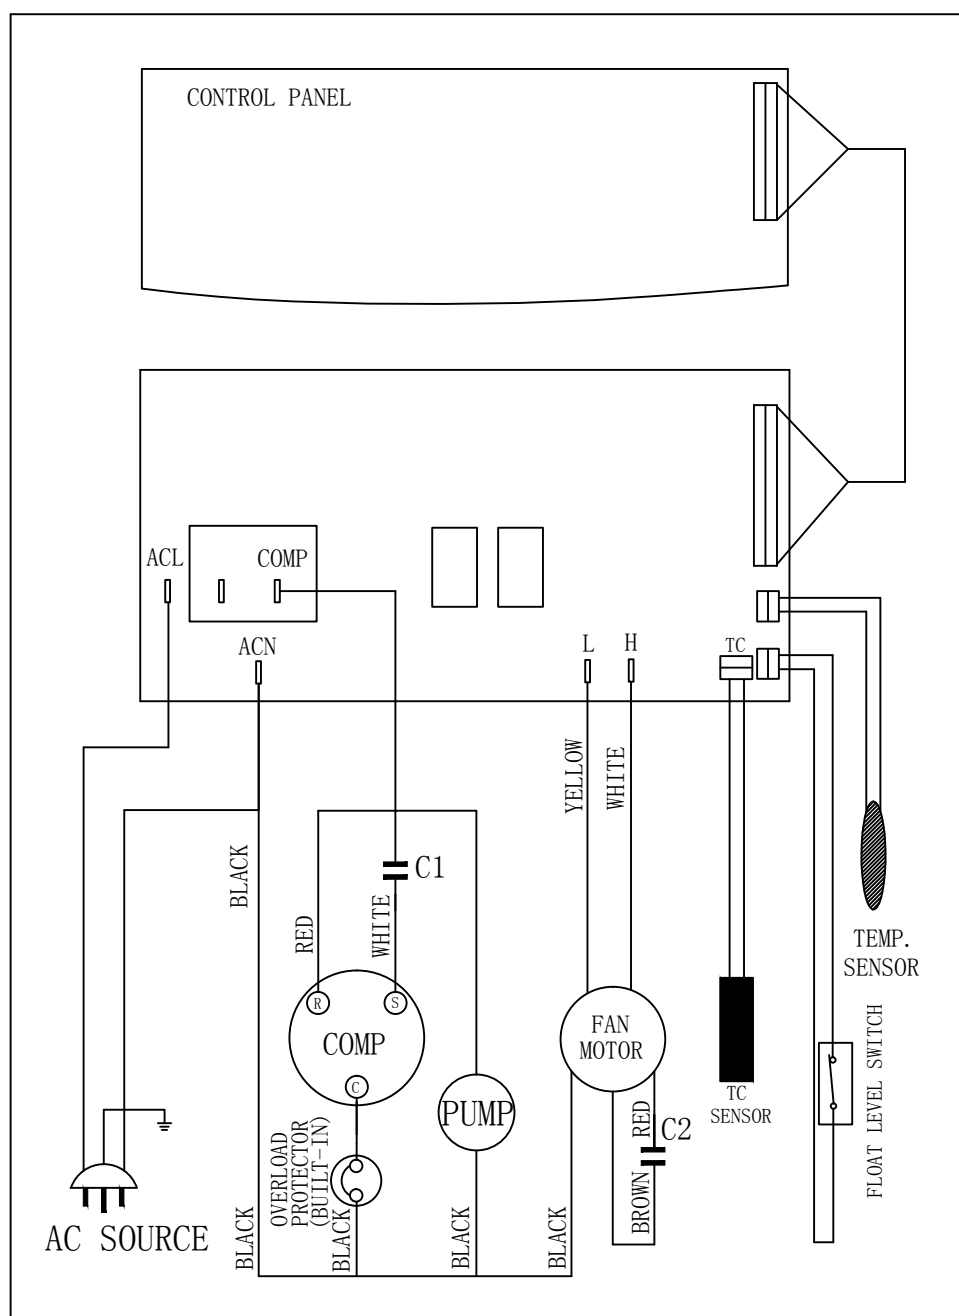 CONTROL PANEL
ACL
COMP
ACN
L
H
TC
YELLOW
WHITE
BLACK
C1
RED
WHITE
TEMP.
SENSOR
R
S
COMP
C
FAN
MOTOR
FLOAT LEVEL SWITCH
TC
SENSOR
PUMP
RED
C2
BROWN
OVERLOAD
PROTECTOR
(BUILT-IN)
AC SOURCE
BLACK
BLACK
BLACK
BLACK